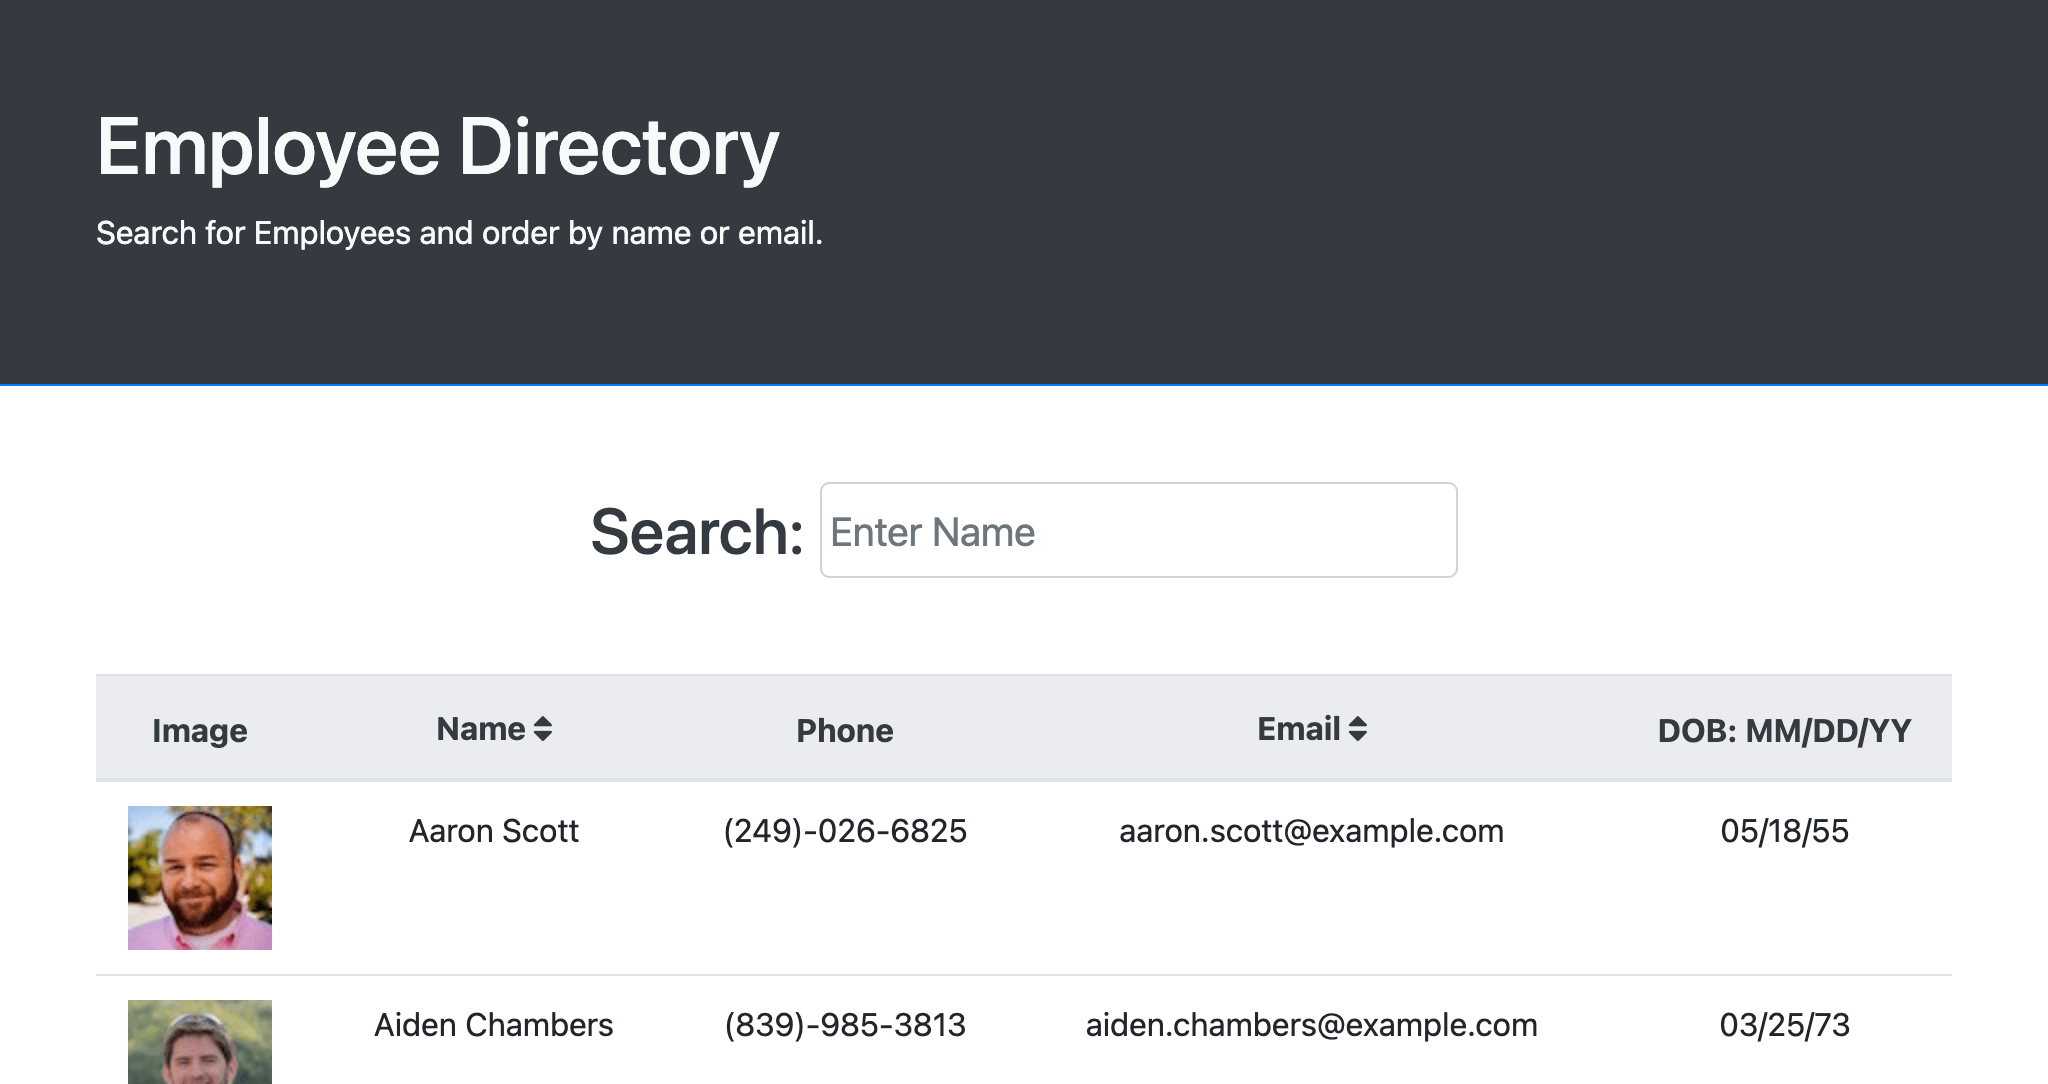 Employee Directory
Search for Employees and order by name or email.
Search: Enter Name
Image Name Phone Email DOB: MM/DD/YY
Aaron Scott (249)-026-6825 aaron.scott@example.com 05/18/55
Aiden Chambers (839)-985-3813 aiden.chambers@example.com 03/25/73